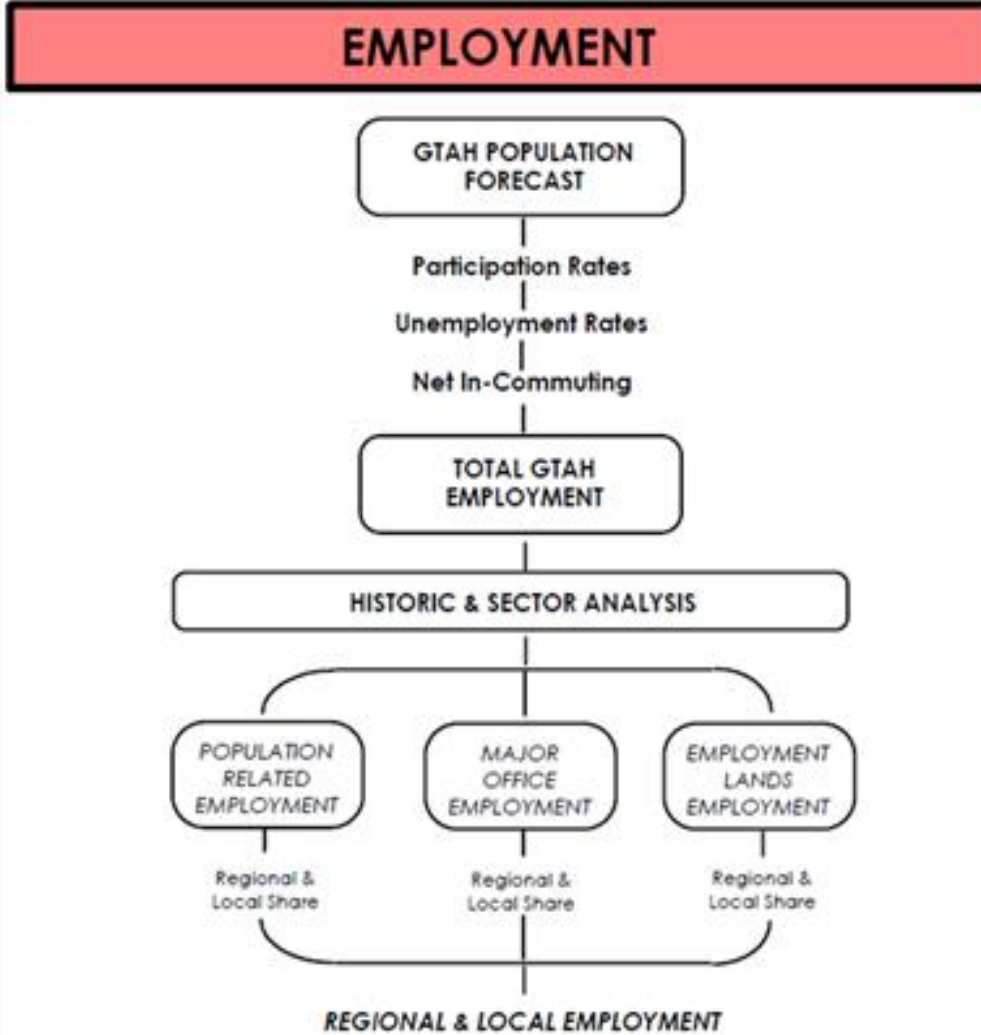 EMPLOYMENT
GTAH POPULATION
FORECAST
Participation Rates
Unemployment Rates
Net In-Commuting
TOTAL GTAH
EMPLOYMENT
HISTORIC & SECTOR ANALYSIS
POPULATION
RELATED
EMPLOYMENT
MAJOR
OFFICE
EMPLOYMENT
EMPLOYMENT
LANDS
EMPLOYMENT
Regional &
Local Share
Regional &
Local Share
Regional &
Local Share
REGIONAL & LOCAL EMPLOYMENT